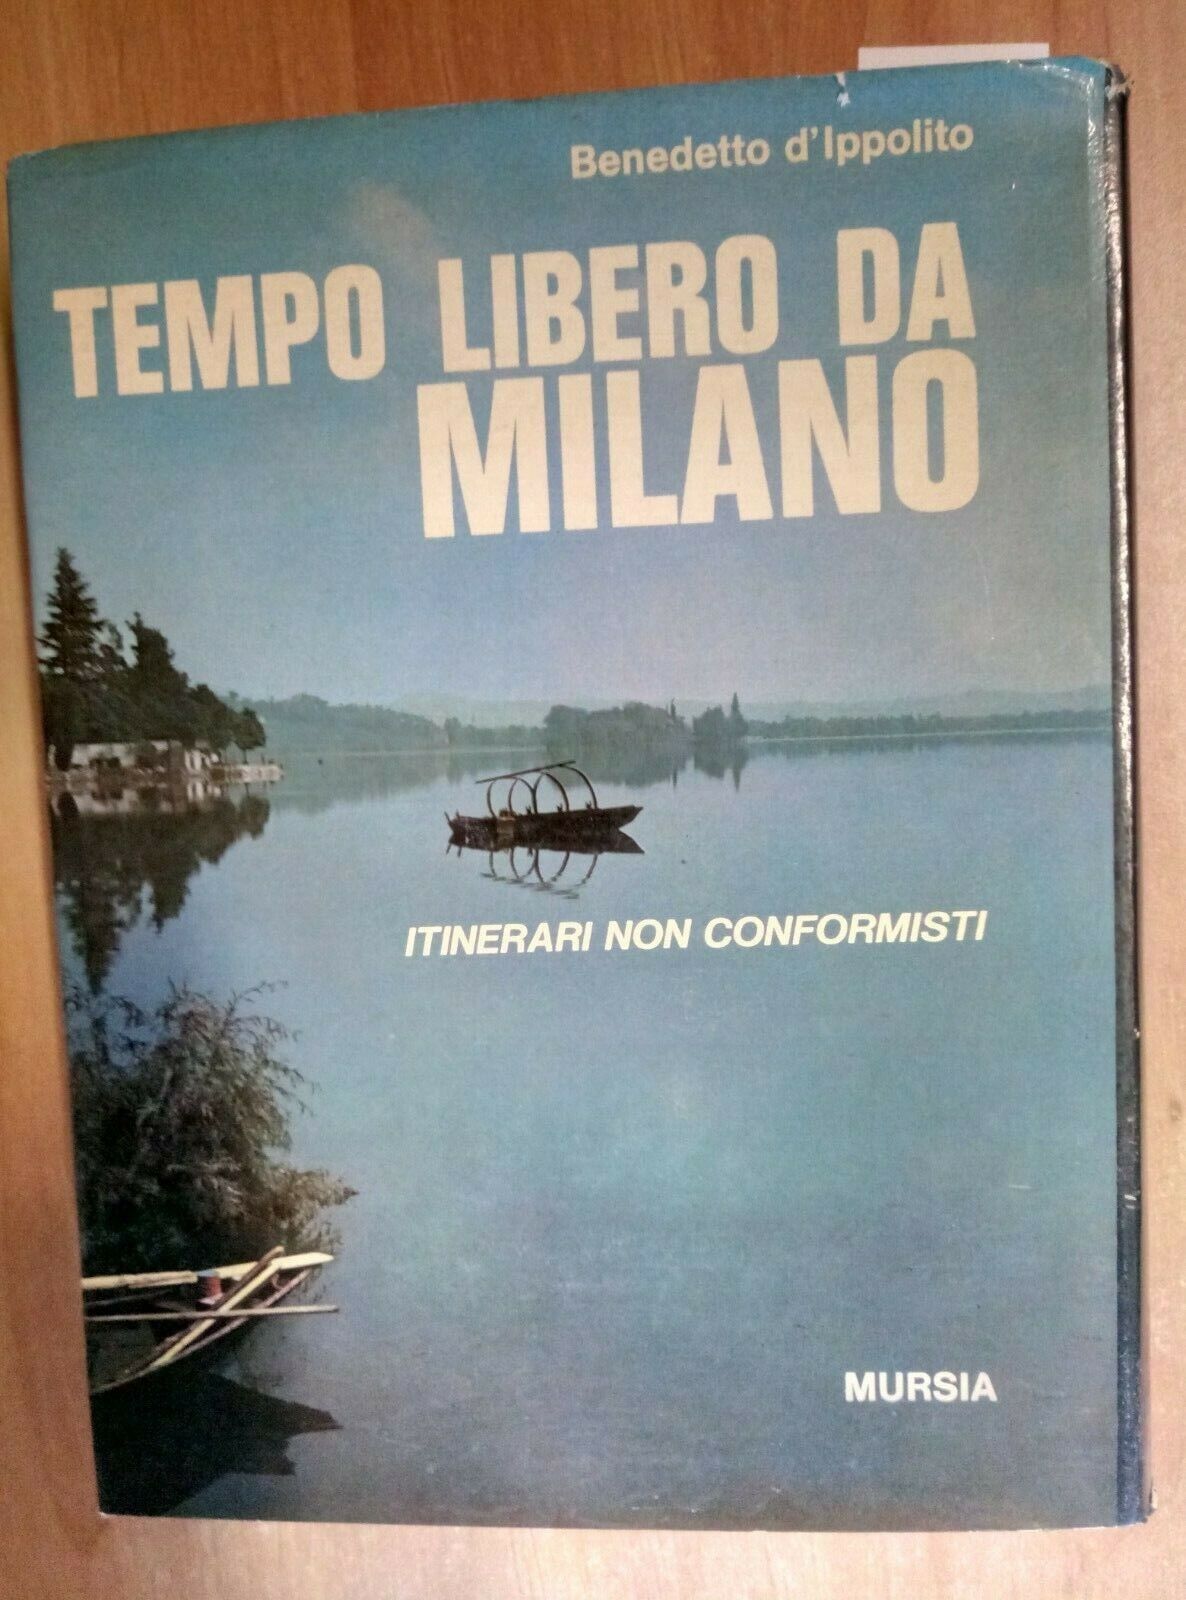 Benedetto d'Ippolito
TEMPO LIBERO DA
MILANO
ITINERARI NON CONFORMISTI
MURSIA